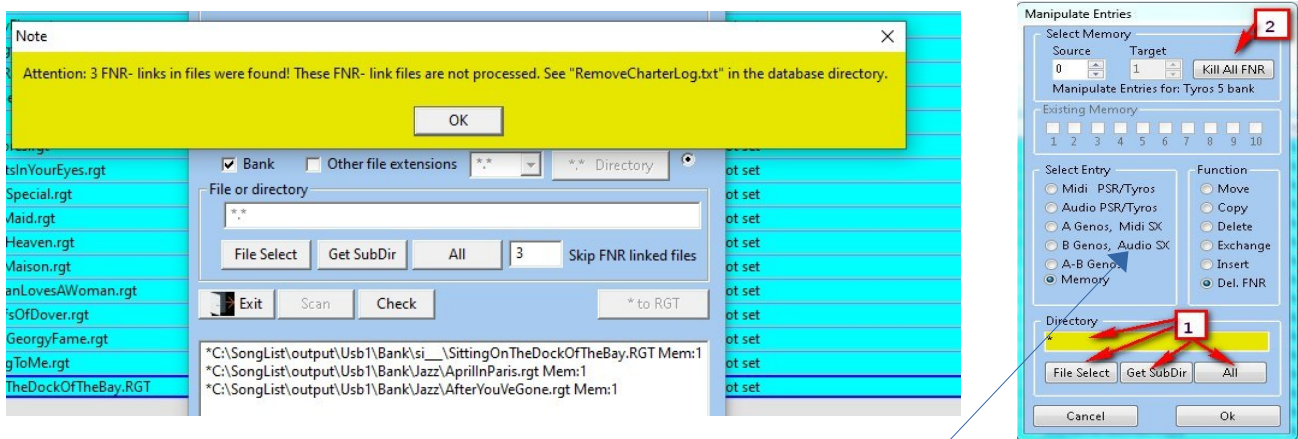 Note
Attention: 3 FNR- links in files were found! These FNR- link files are not processed. See "RemoveCharterLog.txt" in the database directory.
OK
tsInYourEyes.rgt
Special.rgt
Maid.rgt
Heaven.rgt
Maison.rgt
anLovesAWoman.rgt
sOfDover.rgt
GeorgyFame.rgt
gToMe.rgt
TheDockOfTheBay.RGT
Bank Other file extensions *.* *.* Directory
File or directory
*.*
File Select Get SubDir All 3 Skip FNR linked files
Exit Scan Check * to RGT
*C:\SongList\output\Usb1\Bank\si__\SittingOnTheDockOfTheBay.RGT Mem:1
*C:\SongList\output\Usb1\Bank\Jazz\AprillnParis.rgt Mem:1
*C:\SongList\output\Usb1\Bank\Jazz\AfterYouVeGone.rgt Mem:1
ot set
ot set
ot set
ot set
ot set
ot set
ot set
ot set
ot set
ot set
Manipulate Entries
2
Select Memory
Source Target
0 1 Kill All FNR
Manipulate Entries for: Tyros 5 bank
Existing Memory
1 2 3 4 5 6 7 8 9 10
Select Entry
Midi PSR/Tyros
Audio PSR/Tyros
A Genos, Midi SX
B Genos, Audio SX
A-B Genos
Memory
Function
Move
Copy
Delete
Exchange
Insert
Del. FNR
Directory
1
*
File Select Get SubDir All
Cancel Ok